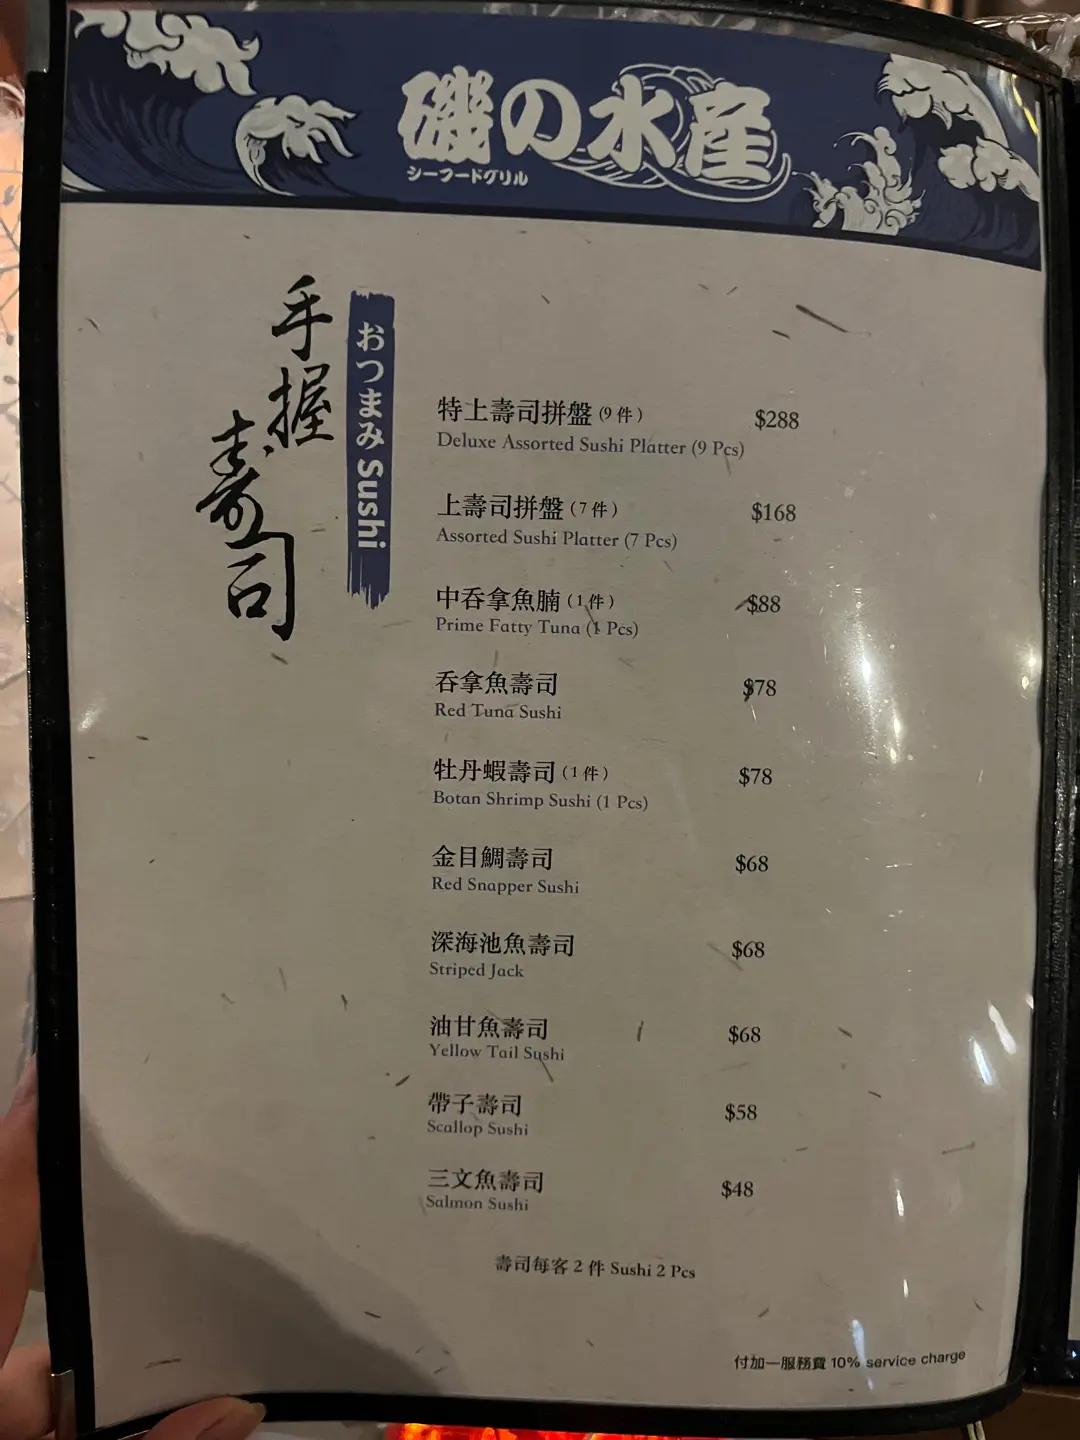 磯の水産
シーフードグリル
手握壽司
おつまみ Sushi
特上壽司拼盤 (9 件) $288
Deluxe Assorted Sushi Platter (9 Pcs)
上壽司拼盤 (7 件) $168
Assorted Sushi Platter (7 Pcs)
中吞拿魚腩 (1 件) $88
Prime Fatty Tuna (1 Pcs)
吞拿魚壽司 $78
Red Tuna Sushi
牡丹蝦壽司 (1 件) $78
Botan Shrimp Sushi (1 Pcs)
金目鯛壽司 $68
Red Snapper Sushi
深海池魚壽司 $68
Striped Jack
油甘魚壽司 $68
Yellow Tail Sushi
帶子壽司 $58
Scallop Sushi
三文魚壽司 $48
Salmon Sushi
壽司每客 2 件 Sushi 2 Pcs
付加一服務費 10% service charge